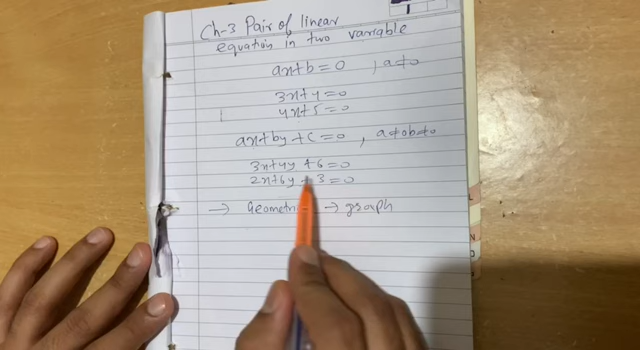 Ch-3 Pair of linear
equation in two variable
ax+b=0 , a≠0
3x+4=0
4x+5=0
ax+by+c=0 , a≠0 b≠0
3x+4y+6=0
2x+6y+3=0
→ Geometri → graph